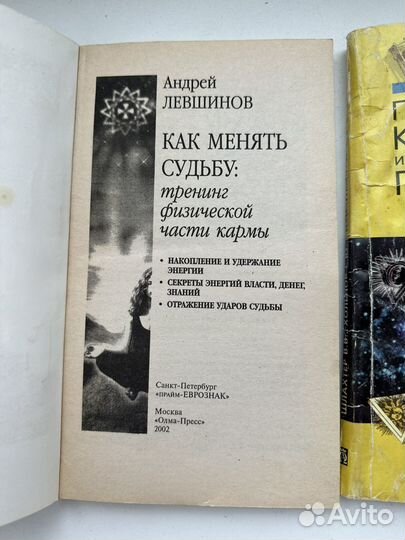 Андрей
ЛЕВШИНОВ
КАК МЕНЯТЬ
СУДЬБУ:
тренинг
физической
части кармы
• НАКОПЛЕНИЕ И УДЕРЖАНИЕ
ЭНЕРГИИ
• СЕКРЕТЫ ЭНЕРГИЙ ВЛАСТИ, ДЕНЕГ,
ЗНАНИЙ
• ОТРАЖЕНИЕ УДАРОВ СУДЬБЫ
Санкт-Петербург
«ПРАЙМ-ЕВРОЗНАК»
Москва
«Олма-Пресс»
2002
Avito